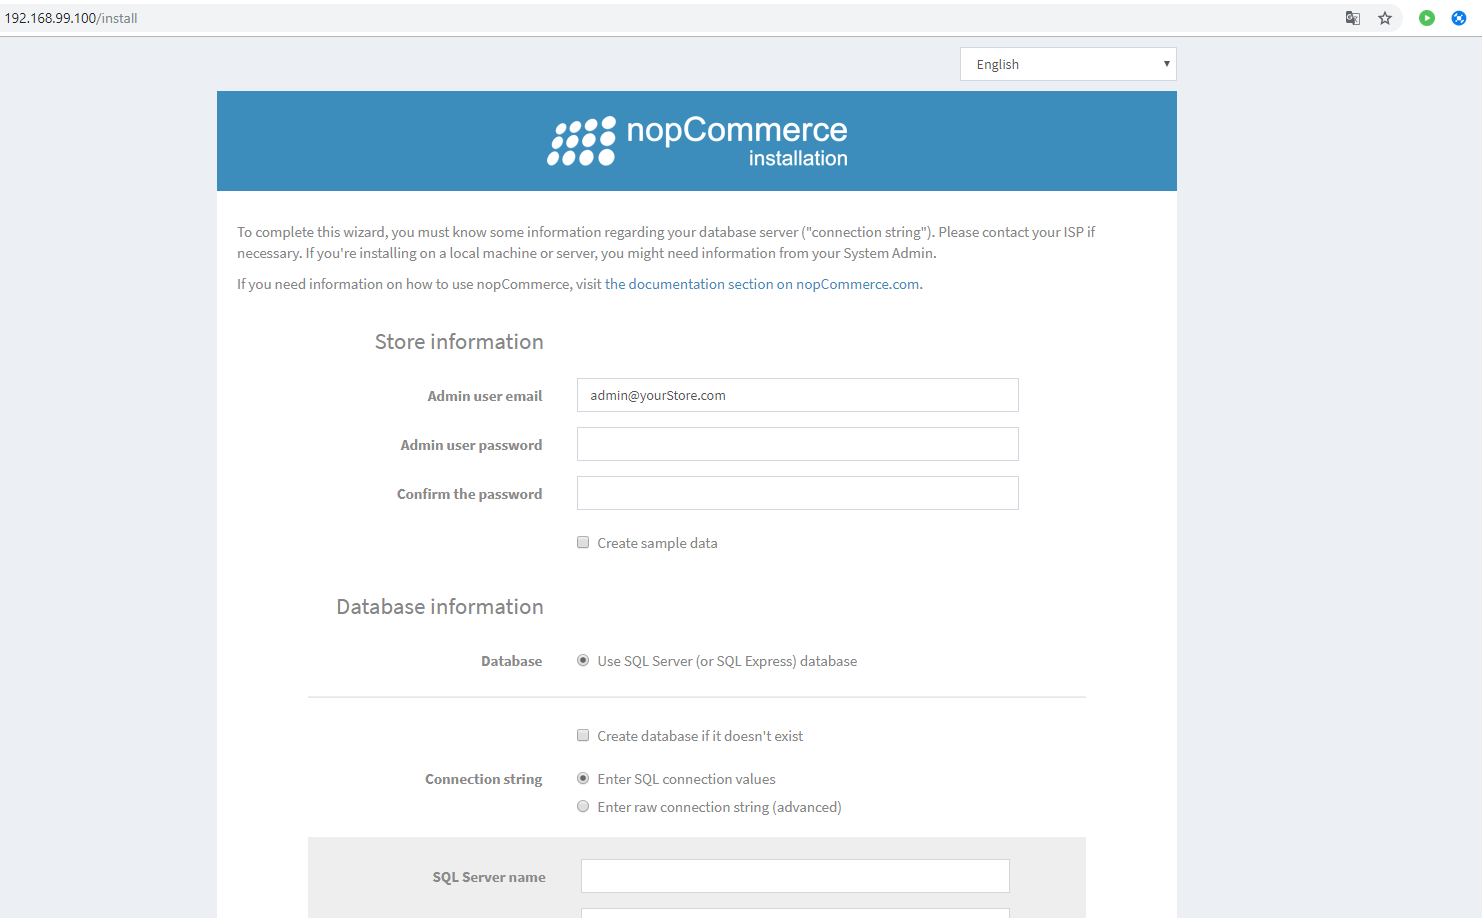 192.168.99.100/install
English
nopCommerce
installation
To complete this wizard, you must know some information regarding your database server ("connection string"). Please contact your ISP if
necessary. If you're installing on a local machine or server, you might need information from your System Admin.
If you need information on how to use nopCommerce, visit the documentation section on nopCommerce.com.
Store information
Admin user email
admin@yourStore.com
Admin user password
Confirm the password
Create sample data
Database information
Database
Use SQL Server (or SQL Express) database
Create database if it doesn't exist
Connection string
Enter SQL connection values
Enter raw connection string (advanced)
SQL Server name